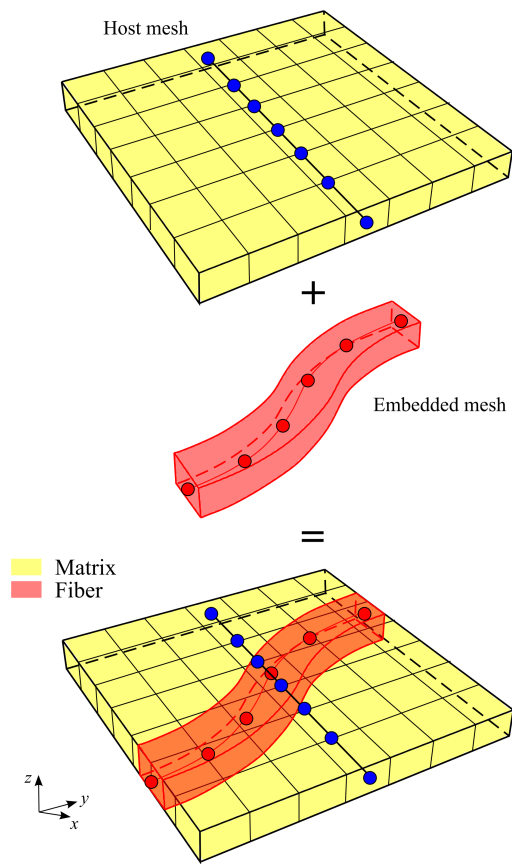 Host mesh
+
Embedded mesh
=
Matrix
Fiber
z
y
x